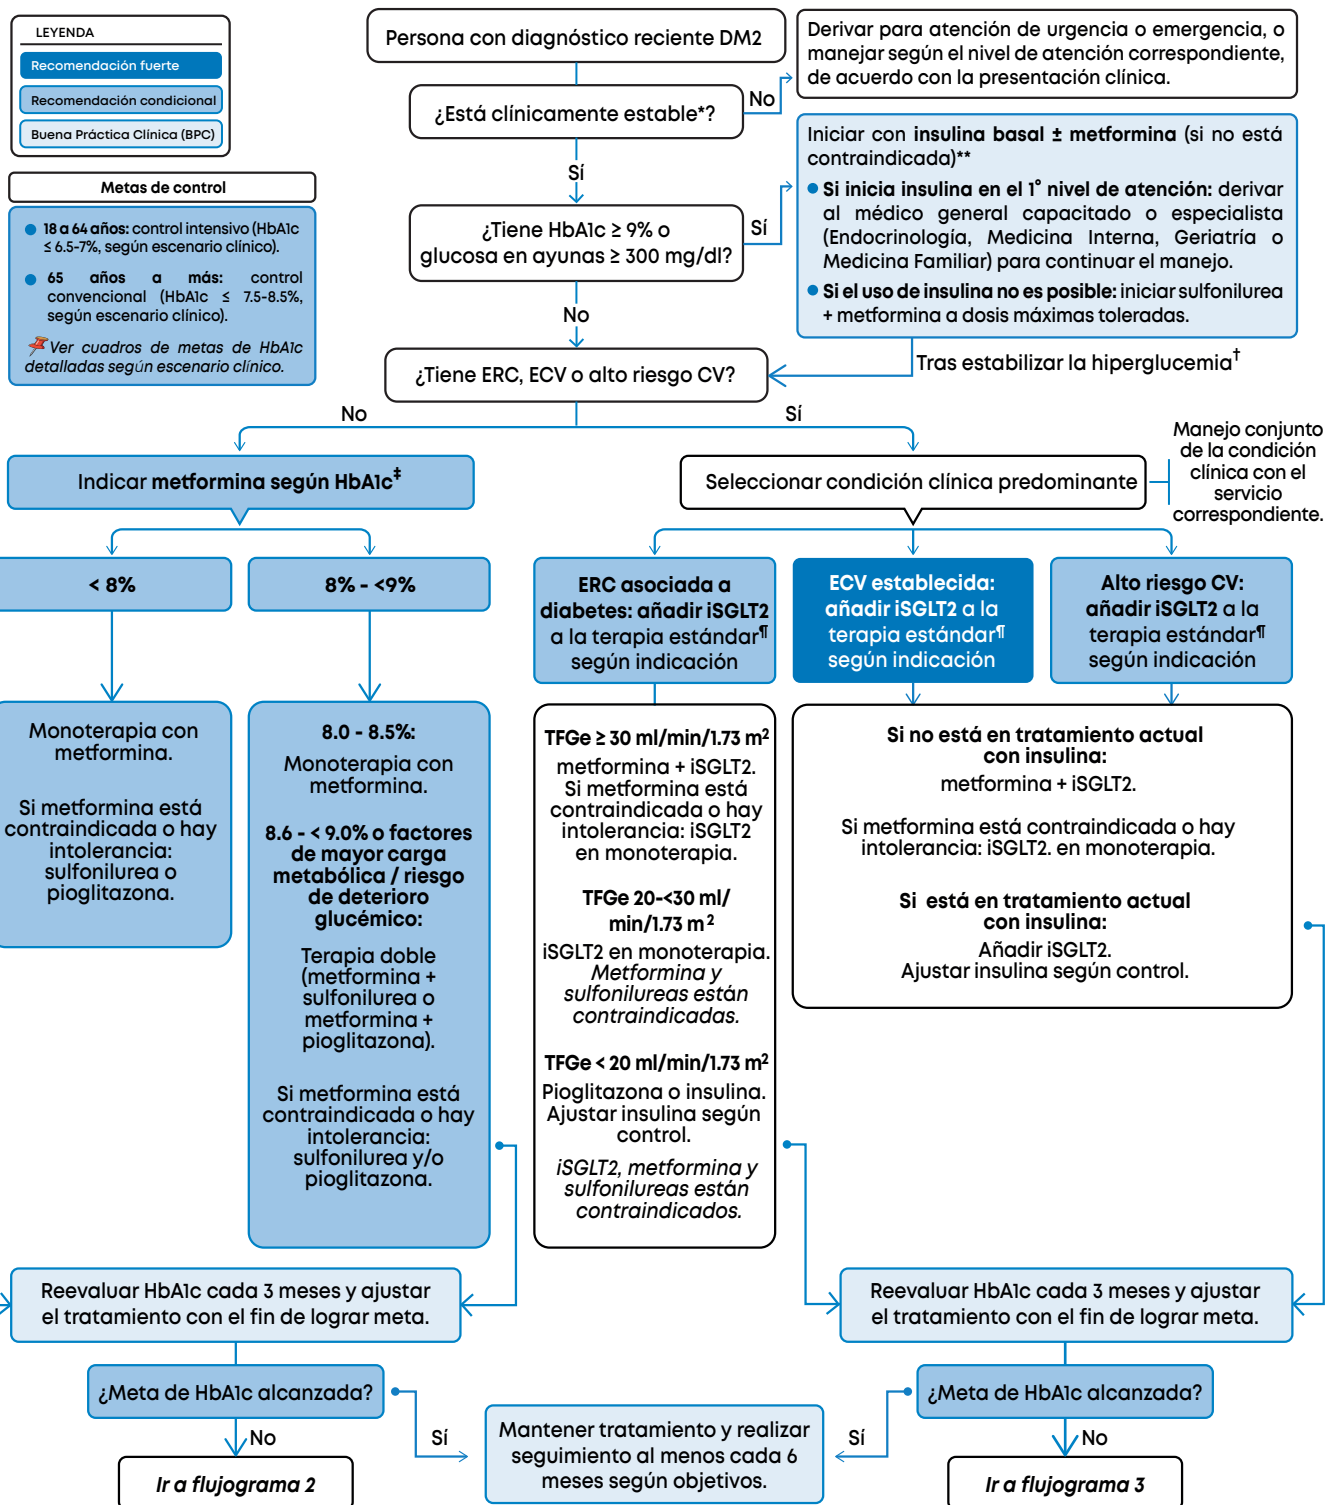 LEYENDA
Recomendación fuerte
Recomendación condicional
Buena Práctica Clínica (BPC)
Metas de control
18 a 64 años: control intensivo (HbA1c
≤ 6.5-7%, según escenario clínico).
65 años a más: control
convencional (HbA1c ≤ 7.5-8.5%,
según escenario clínico).
Ver cuadros de metas de HbA1c
detalladas según escenario clínico.
Persona con diagnóstico reciente DM2
¿Está clínicamente estable*?
No
Derivar para atención de urgencia o emergencia, o
manejar según el nivel de atención correspondiente,
de acuerdo con la presentación clínica.
Sí
¿Tiene HbA1c ≥ 9% o
glucosa en ayunas ≥ 300 mg/dl?
Sí
Iniciar con insulina basal ± metformina (si no está
contraindicada)**
• Si inicia insulina en el 1° nivel de atención: derivar
al médico general capacitado o especialista
(Endocrinología, Medicina Interna, Geriatría o
Medicina Familiar) para continuar el manejo.
• Si el uso de insulina no es posible: iniciar sulfonilurea
+ metformina a dosis máximas toleradas.
No
Tras estabilizar la hiperglucemia†
¿Tiene ERC, ECV o alto riesgo CV?
No
Sí
Indicar metformina según HbA1c‡
Seleccionar condición clínica predominante
Manejo conjunto
de la condición
clínica con el
servicio
correspondiente.
< 8%
8% - <9%
ERC asociada a
diabetes: añadir iSGLT2
a la terapia estándar¶
según indicación
ECV establecida:
añadir iSGLT2 a la
terapia estándar¶
según indicación
Alto riesgo CV:
añadir iSGLT2 a la
terapia estándar¶
según indicación
Monoterapia con
metformina.
Si metformina está
contraindicada o hay
intolerancia:
sulfonilurea o
pioglitazona.
8.0 - 8.5%:
Monoterapia con
metformina.
8.6 - < 9.0% o factores
de mayor carga
metabólica / riesgo
de deterioro
glucémico:
Terapia doble
(metformina +
sulfonilurea o
metformina +
pioglitazona).
Si metformina está
contraindicada o hay
intolerancia:
sulfonilurea y/o
pioglitazona.
TFGe ≥ 30 ml/min/1.73 m²
metformina + iSGLT2.
Si metformina está
contraindicada o hay
intolerancia: iSGLT2
en monoterapia.
TFGe 20-<30 ml/
min/1.73 m²
iSGLT2 en monoterapia.
Metformina y
sulfonilureas están
contraindicadas.
TFGe < 20 ml/min/1.73 m²
Pioglitazona o insulina.
Ajustar insulina según
control.
iSGLT2, metformina y
sulfonilureas están
contraindicados.
Si no está en tratamiento actual
con insulina:
metformina + iSGLT2.
Si metformina está contraindicada o hay
intolerancia: iSGLT2. en monoterapia.
Si está en tratamiento actual
con insulina:
Añadir iSGLT2.
Ajustar insulina según control.
Reevaluar HbA1c cada 3 meses y ajustar
el tratamiento con el fin de lograr meta.
Reevaluar HbA1c cada 3 meses y ajustar
el tratamiento con el fin de lograr meta.
¿Meta de HbA1c alcanzada?
¿Meta de HbA1c alcanzada?
No
Sí
Mantener tratamiento y realizar
seguimiento al menos cada 6
meses según objetivos.
Sí
No
Ir a flujograma 2
Ir a flujograma 3